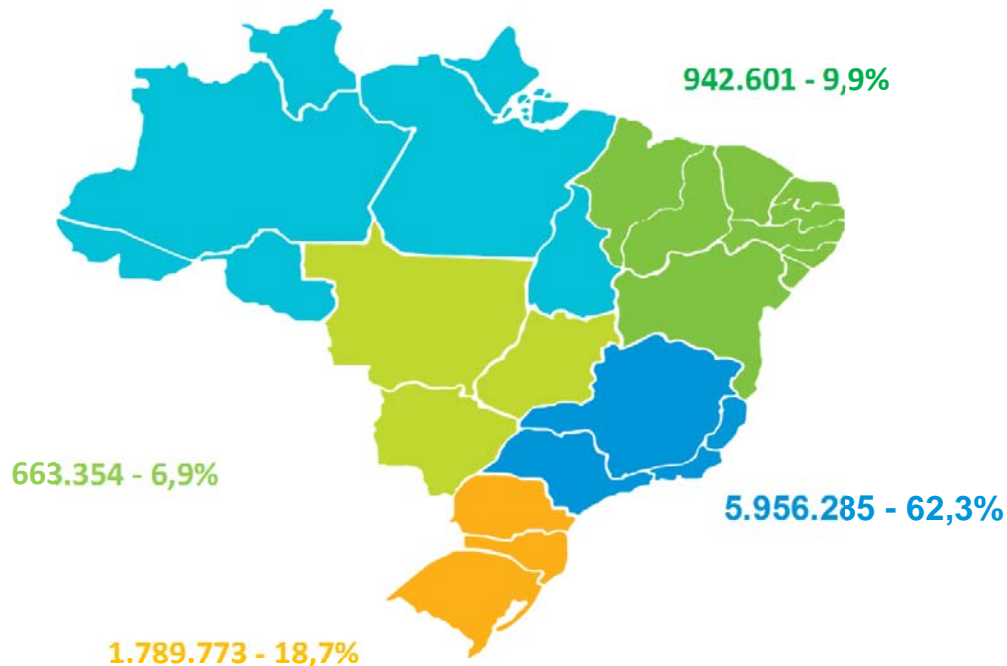 942.601 - 9,9%
663.354 - 6,9%
5.956.285 - 62,3%
1.789.773 - 18,7%